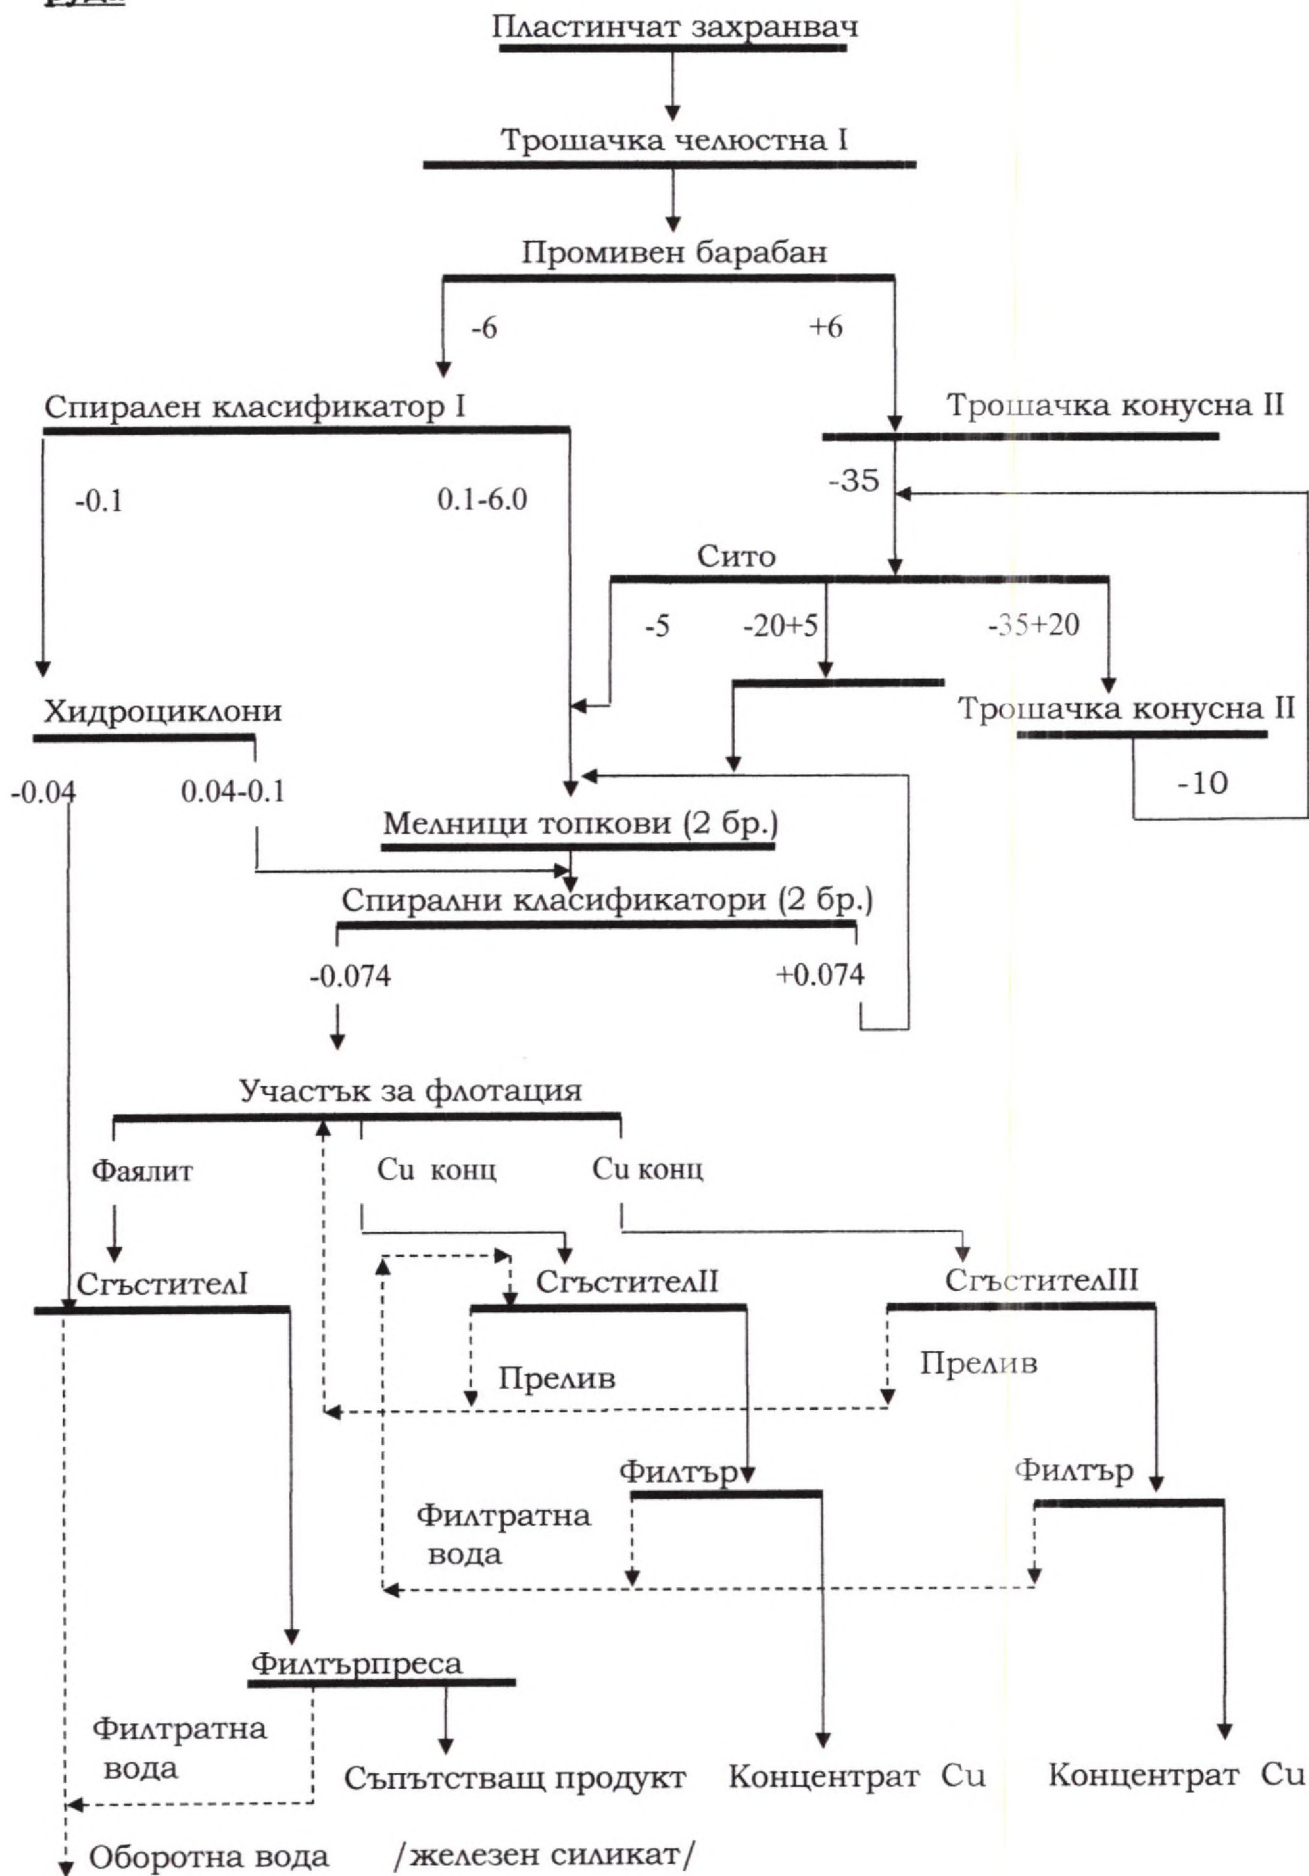 Пластинчат захранвач
Трошачка челюстна I
Промивен барабан
-6
+6
Спирален класификатор I
Трошачка конусна II
-0.1
0.1-6.0
-35
Сито
-5
-20+5
-35+20
Хидроциклони
Трошачка конусна II
-0.04
0.04-0.1
-10
Мелници топкови (2 бр.)
Спирални класификатори (2 бр.)
-0.074
+0.074
Участък за флотация
Фаялит
Cu конц
Cu конц
СгъстителI
СгъстителII
СгъстителIII
Прелив
Прелив
Филтър
Филтър
Филтратна
вода
Филтърпреса
Филтратна
вода
Съпътстващ продукт
Концентрат Cu
Концентрат Cu
Оборотна вода
/железен силикат/